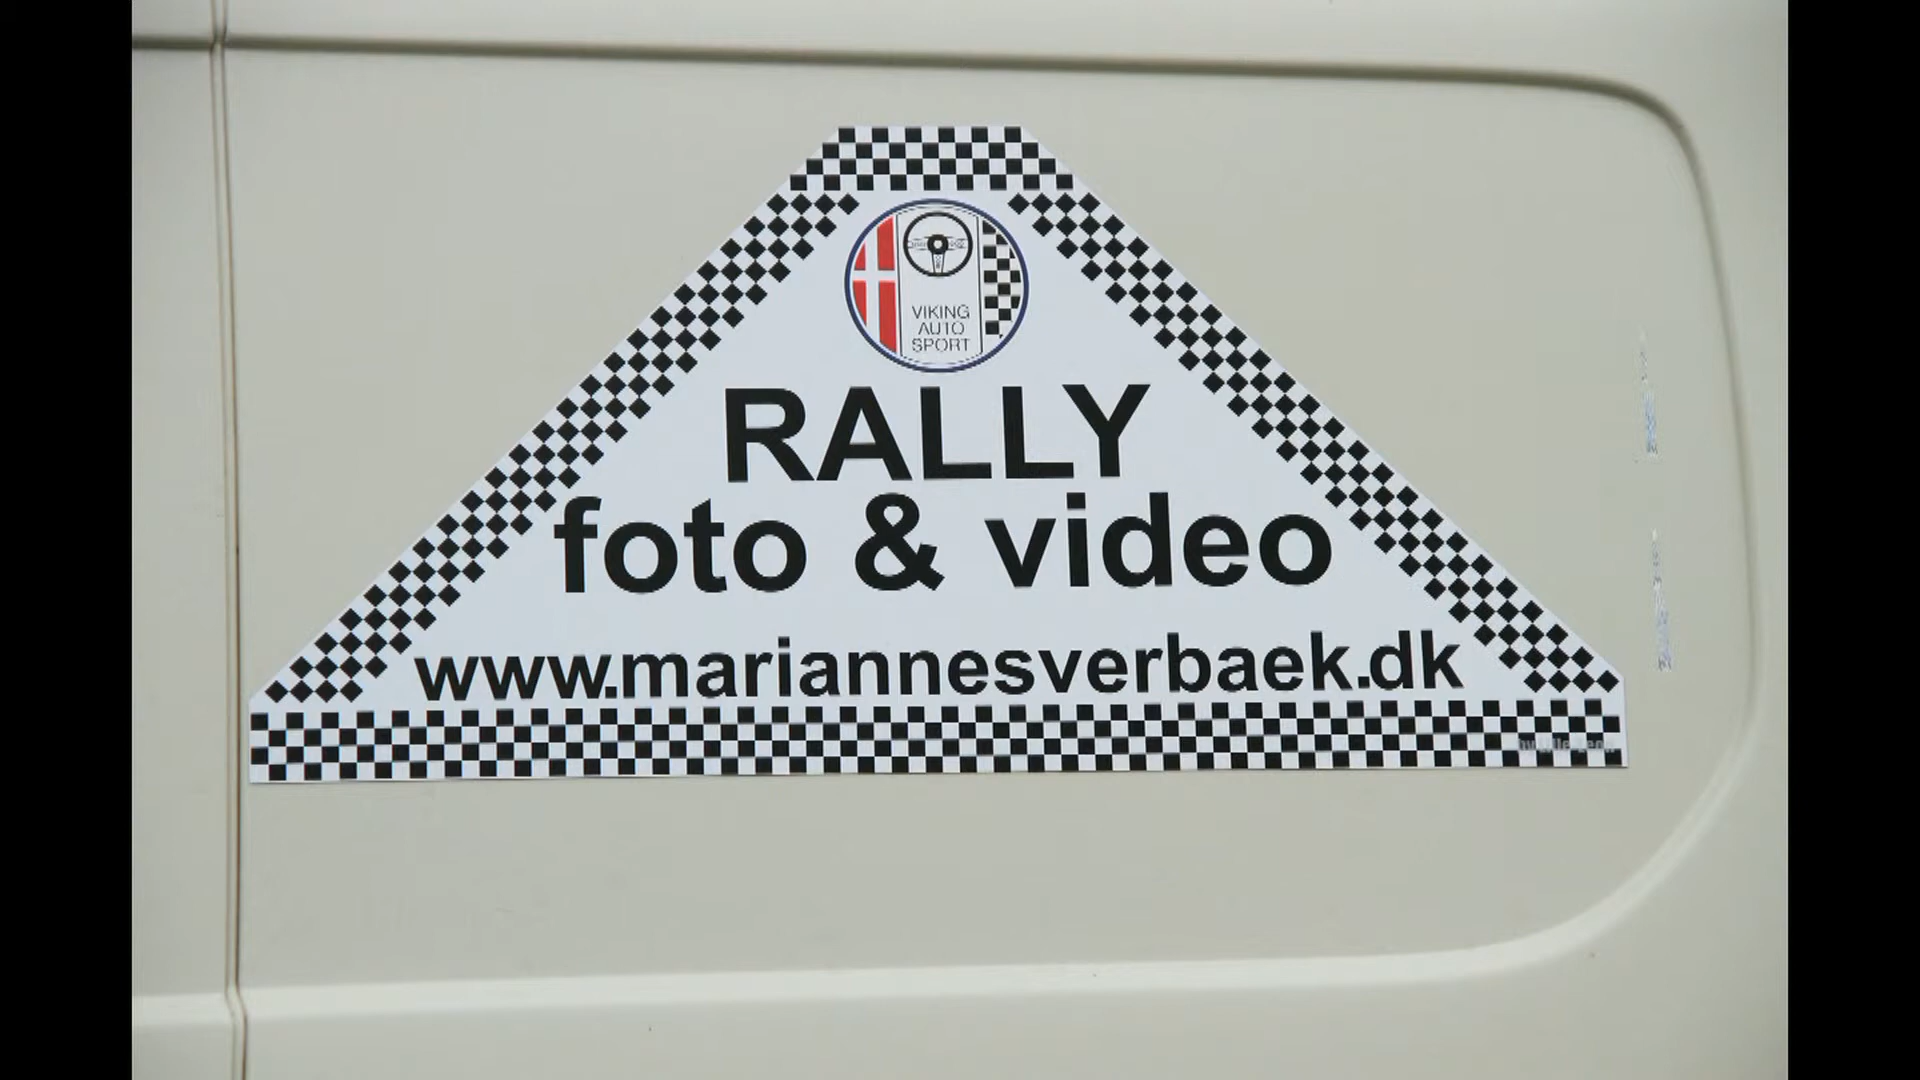 VIKING
AUTO
SPORT
RALLY
foto & video
www.mariannesverbaek.dk